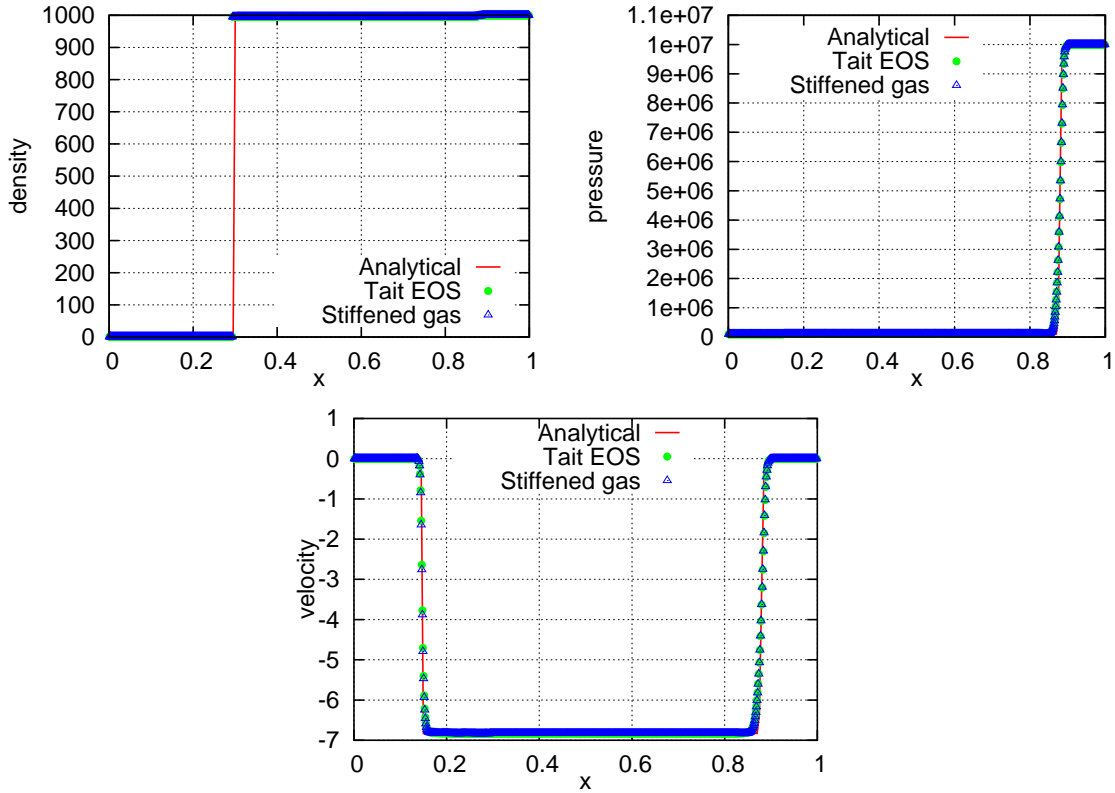 1000
900
800
700
600
500
400
300
200
100
0
density
Analytical
Tait EOS
Stiffened gas
0 0.2 0.4 0.6 0.8 1
x
1.1e+07
1e+07
9e+06
8e+06
7e+06
6e+06
5e+06
4e+06
3e+06
2e+06
1e+06
0
pressure
Analytical
Tait EOS
Stiffened gas
0 0.2 0.4 0.6 0.8 1
x
1
0
-1
-2
-3
-4
-5
-6
-7
velocity
Analytical
Tait EOS
Stiffened gas
0 0.2 0.4 0.6 0.8 1
x